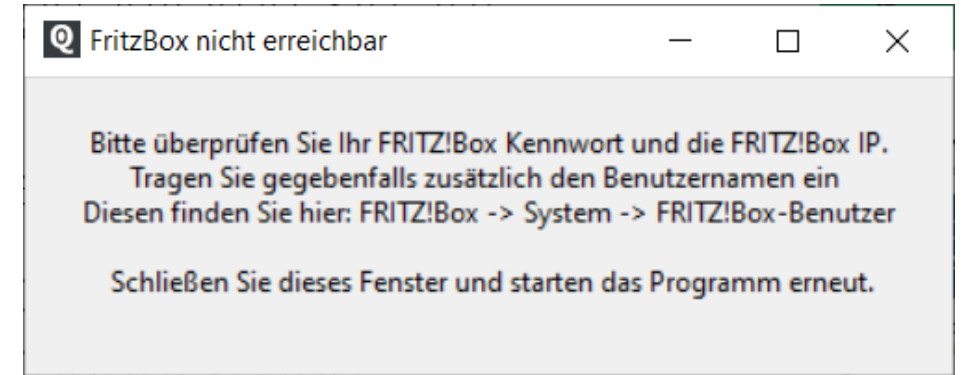 FritzBox nicht erreichbar
Bitte überprüfen Sie Ihr FRITZ!Box Kennwort und die FRITZ!Box IP.
Tragen Sie gegebenfalls zusätzlich den Benutzernamen ein
Diesen finden Sie hier: FRITZ!Box -> System -> FRITZ!Box-Benutzer
Schließen Sie dieses Fenster und starten das Programm erneut.